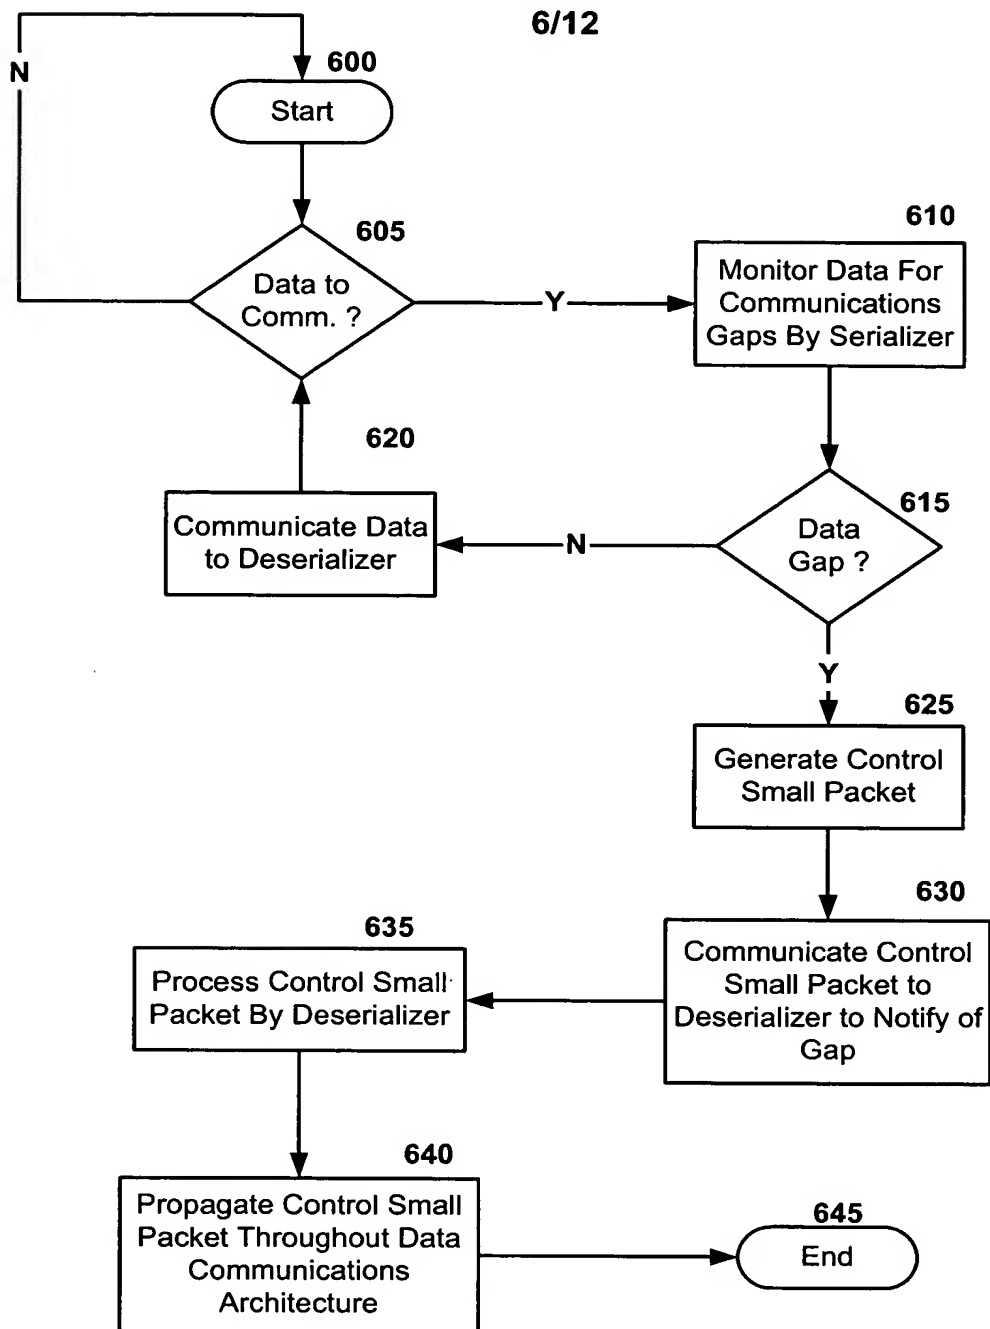 6/12
N
600
Start
605
Data to
Comm. ?
Y
610
Monitor Data For
Communications
Gaps By Serializer
615
Data
Gap ?
N
620
Communicate Data
to Deserializer
Y
625
Generate Control
Small Packet
630
Communicate Control
Small Packet to
Deserializer to Notify of
Gap
635
Process Control Small
Packet By Deserializer
640
Propagate Control Small
Packet Throughout Data
Communications
Architecture
645
End